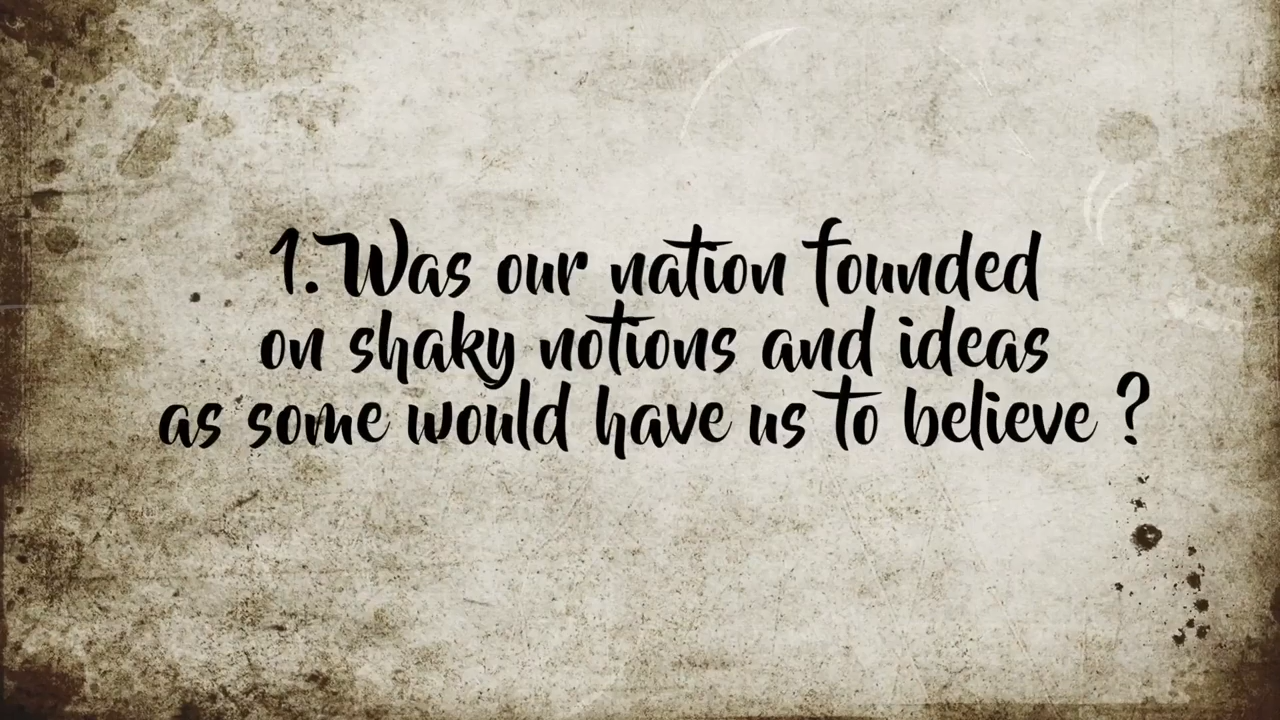 1. Was our nation founded
on shaky notions and ideas
as some would have us to believe ?